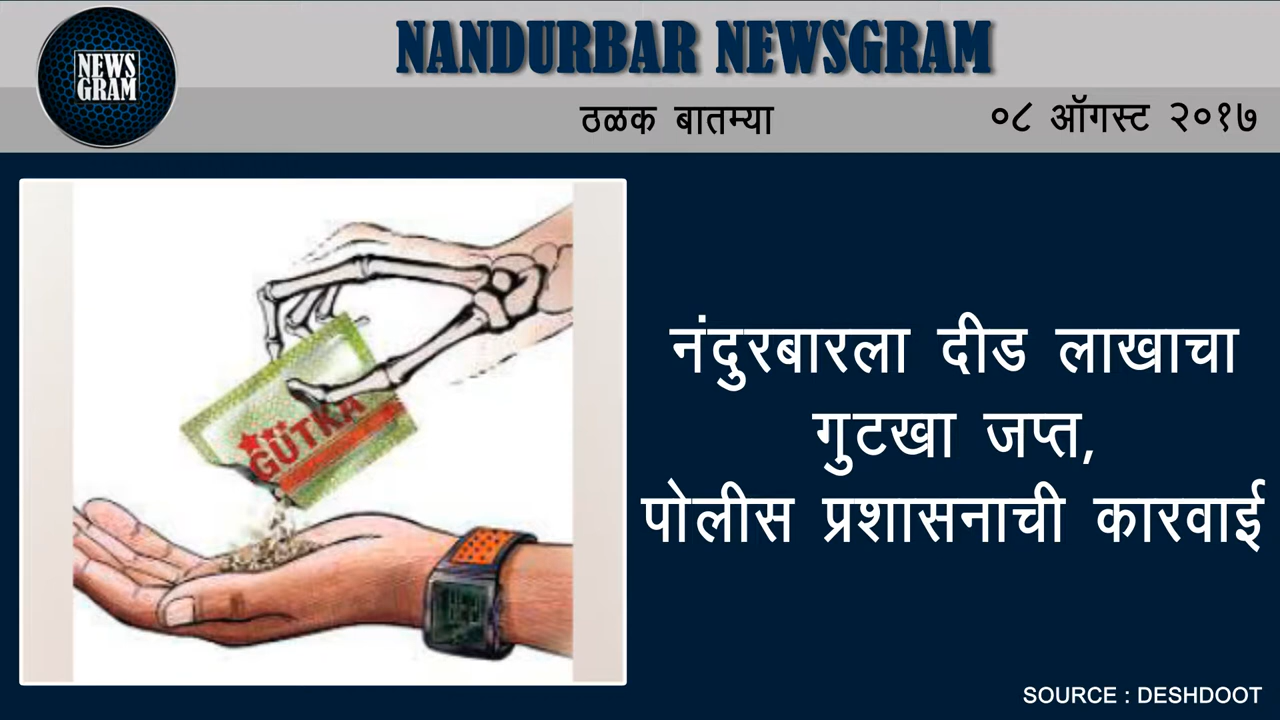 NEWS
GRAM
NANDURBAR NEWSGRAM
ठळक बातम्या
०८ ऑगस्ट २०१७
GUTKA
नंदुरबारला दीड लाखाचा
गुटखा जप्त,
पोलीस प्रशासनाची कारवाई
SOURCE : DESHDOOT